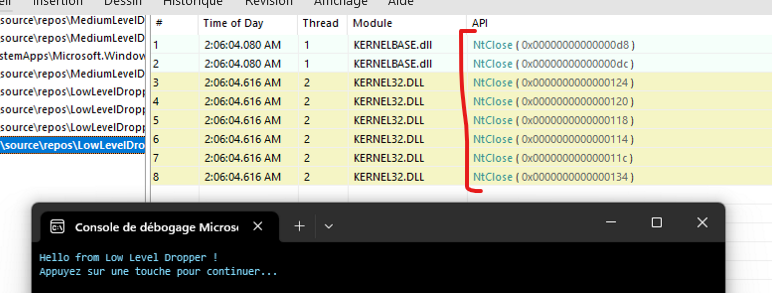 Insertion Dessin Historique Révision Affichage Aide
# Time of Day Thread Module API
source\repos\MediumLevelD
1 2:06:04.080 AM 1 KERNELBASE.dll NtClose ( 0x00000000000000d8 )
source\repos\MediumLevelD
2 2:06:04.080 AM 1 KERNELBASE.dll NtClose ( 0x00000000000000dc )
stemApps\Microsoft.Window
3 2:06:04.616 AM 2 KERNEL32.DLL NtClose ( 0x0000000000000124 )
source\repos\MediumLevelD
4 2:06:04.616 AM 2 KERNEL32.DLL NtClose ( 0x0000000000000120 )
source\repos\LowLevelDropp
5 2:06:04.616 AM 2 KERNEL32.DLL NtClose ( 0x0000000000000118 )
source\repos\LowLevelDropp
6 2:06:04.616 AM 2 KERNEL32.DLL NtClose ( 0x0000000000000114 )
source\repos\LowLevelDropp
7 2:06:04.616 AM 2 KERNEL32.DLL NtClose ( 0x000000000000011c )
\source\repos\LowLevelDro
8 2:06:04.616 AM 2 KERNEL32.DLL NtClose ( 0x0000000000000134 )
Console de débogage Micros
Hello from Low Level Dropper !
Appuyez sur une touche pour continuer...